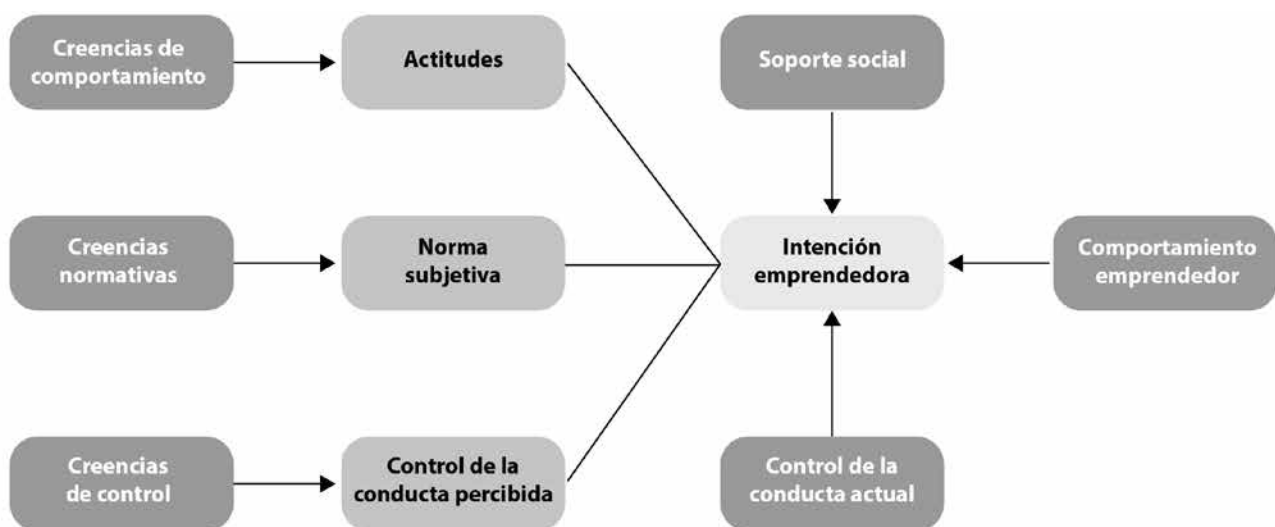 Creencias de
comportamiento
Actitudes
Soporte social
Creencias
normativas
Norma
subjetiva
Intención
emprendedora
Comportamiento
emprendedor
Creencias
de control
Control de la
conducta percibida
Control de la
conducta actual